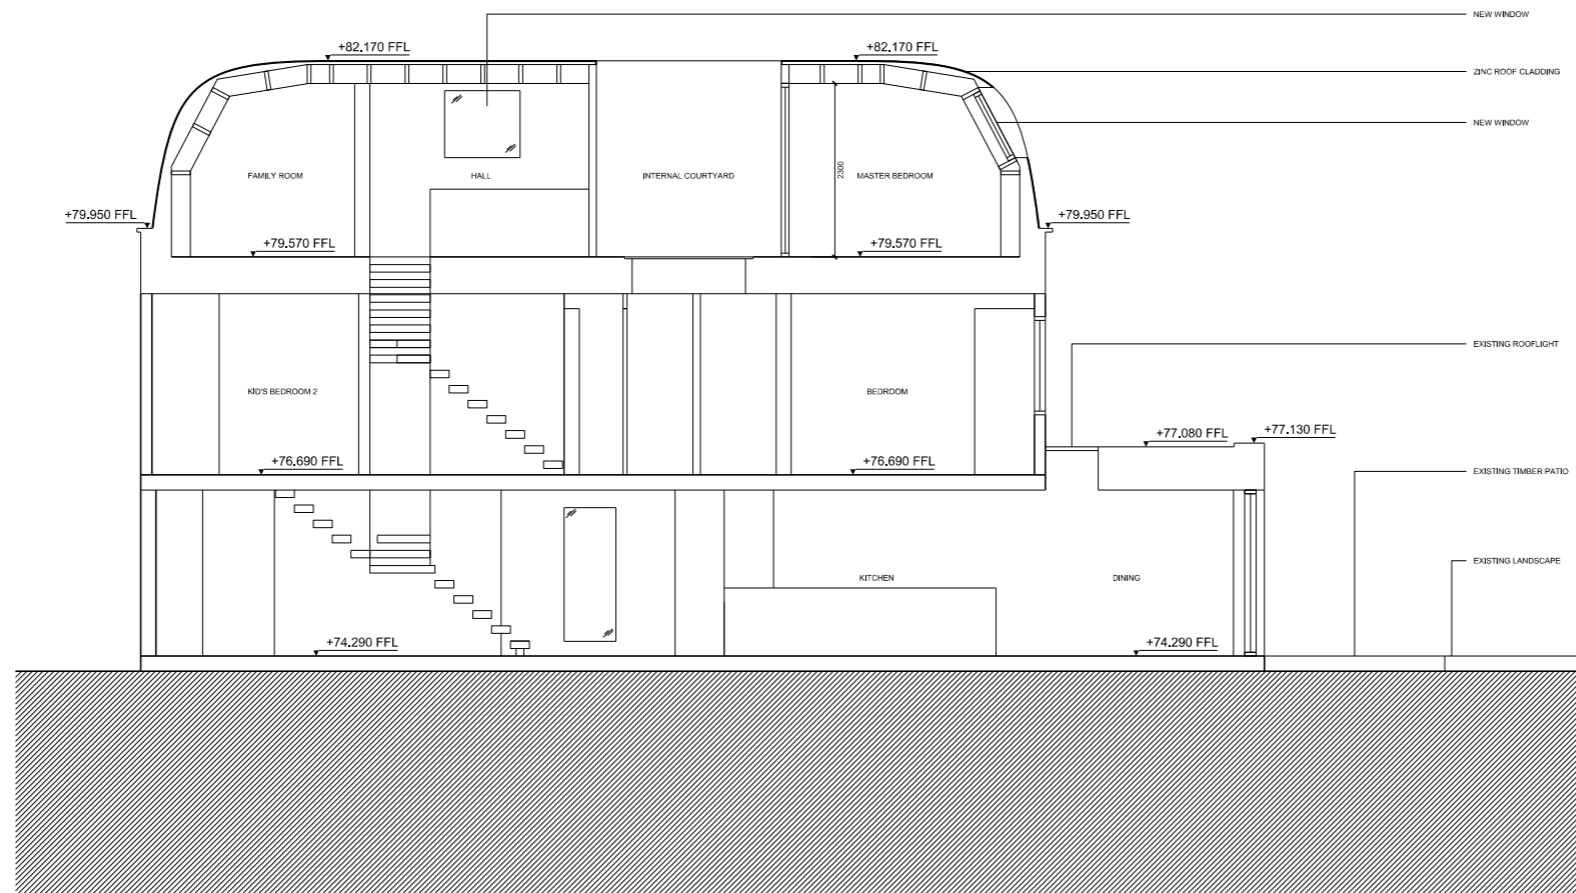 NEW WINDOW
+82.170 FFL
+82.170 FFL
ZINC ROOF CLADDING
NEW WINDOW
FAMILY ROOM
HALL
INTERNAL COURTYARD
2300
MASTER BEDROOM
+79.950 FFL
+79.950 FFL
+79.570 FFL
+79.570 FFL
EXISTING ROOFLIGHT
KID'S BEDROOM 2
BEDROOM
+77.080 FFL
+77.130 FFL
+76.690 FFL
+76.690 FFL
EXISTING TIMBER PATIO
EXISTING LANDSCAPE
KITCHEN
DINING
+74.290 FFL
+74.290 FFL